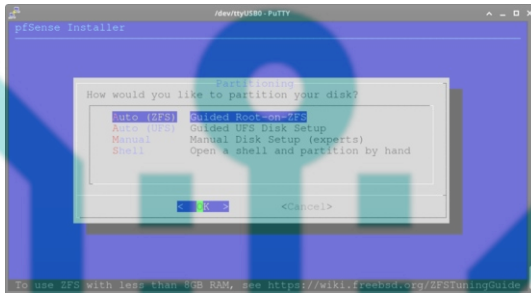 /dev/ttyUSB0 - PuTTY
pfSense Installer
Partitioning
How would you like to partition your disk?
Auto (ZFS) Guided Root-on-ZFS
Auto (UFS) Guided UFS Disk Setup
Manual Manual Disk Setup (experts)
Shell Open a shell and partition by hand
< OK > <Cancel>
To use ZFS with less than 8GB RAM, see https://wiki.freebsd.org/ZFSTuningGuide